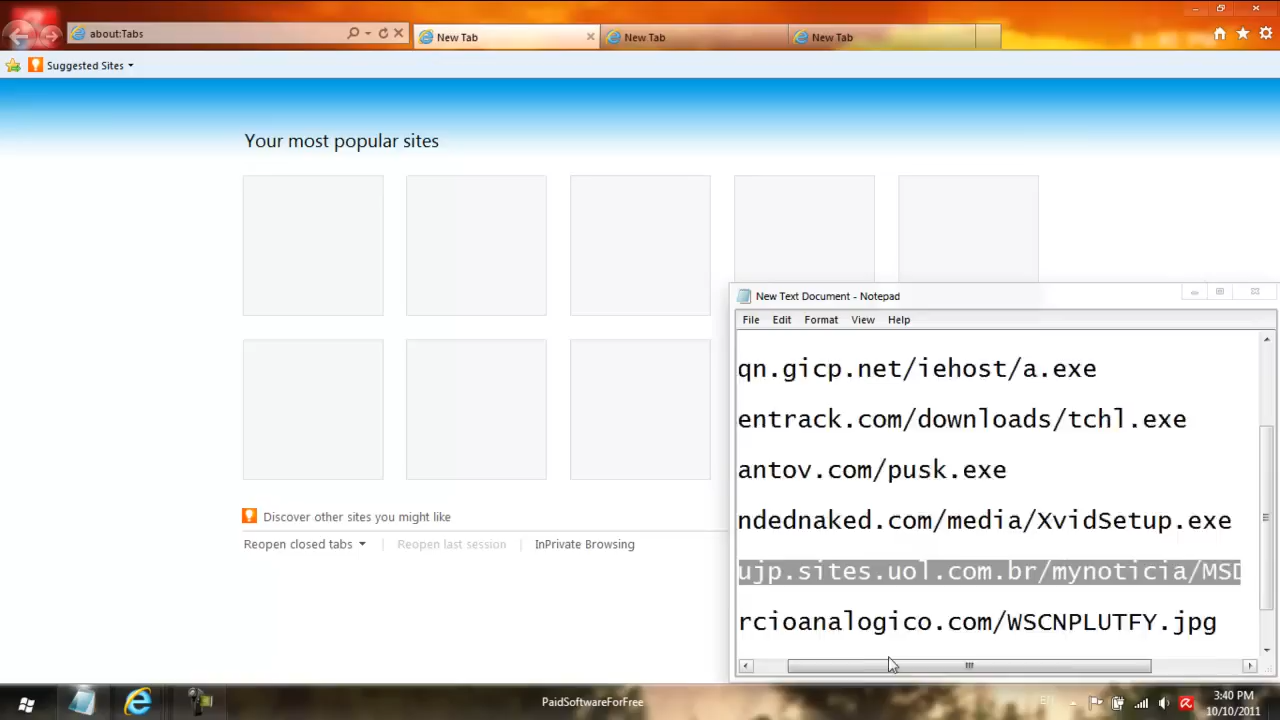 about:Tabs
New Tab
New Tab
New Tab
Suggested Sites
Your most popular sites
Discover other sites you might like
Reopen closed tabs
Reopen last session
InPrivate Browsing
New Text Document - Notepad
File Edit Format View Help
qn.gicp.net/iehost/a.exe
entrack.com/downloads/tchl.exe
antov.com/pusk.exe
ndednaked.com/media/XvidSetup.exe
ujp.sites.uol.com.br/mynoticia/MSD
rcioanalogico.com/WSCNPLUTFY.jpg
PaidSoftwareForFree
EN
3:40 PM
10/10/2011